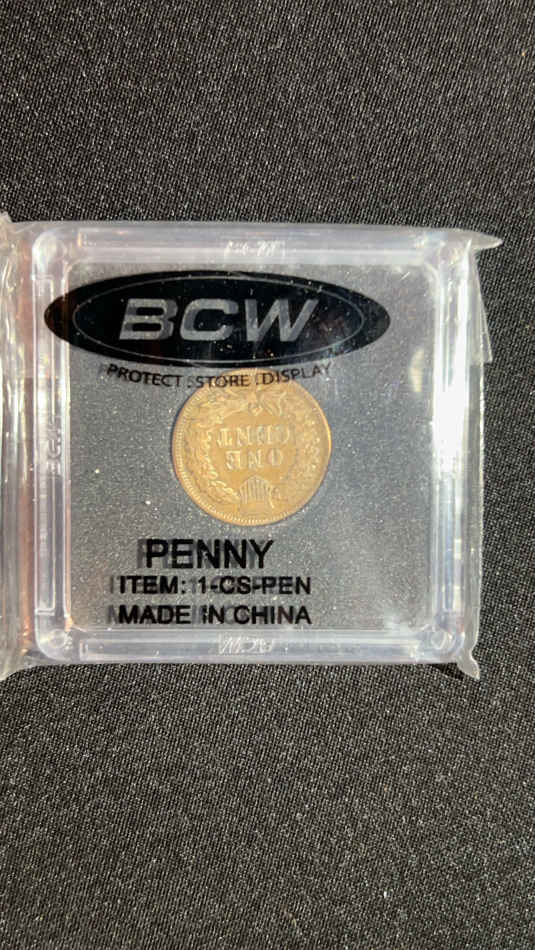 BCW
PROTECT . STORE . DISPLAY
ONE
CENT
PENNY
ITEM: 1-CS-PEN
MADE IN CHINA